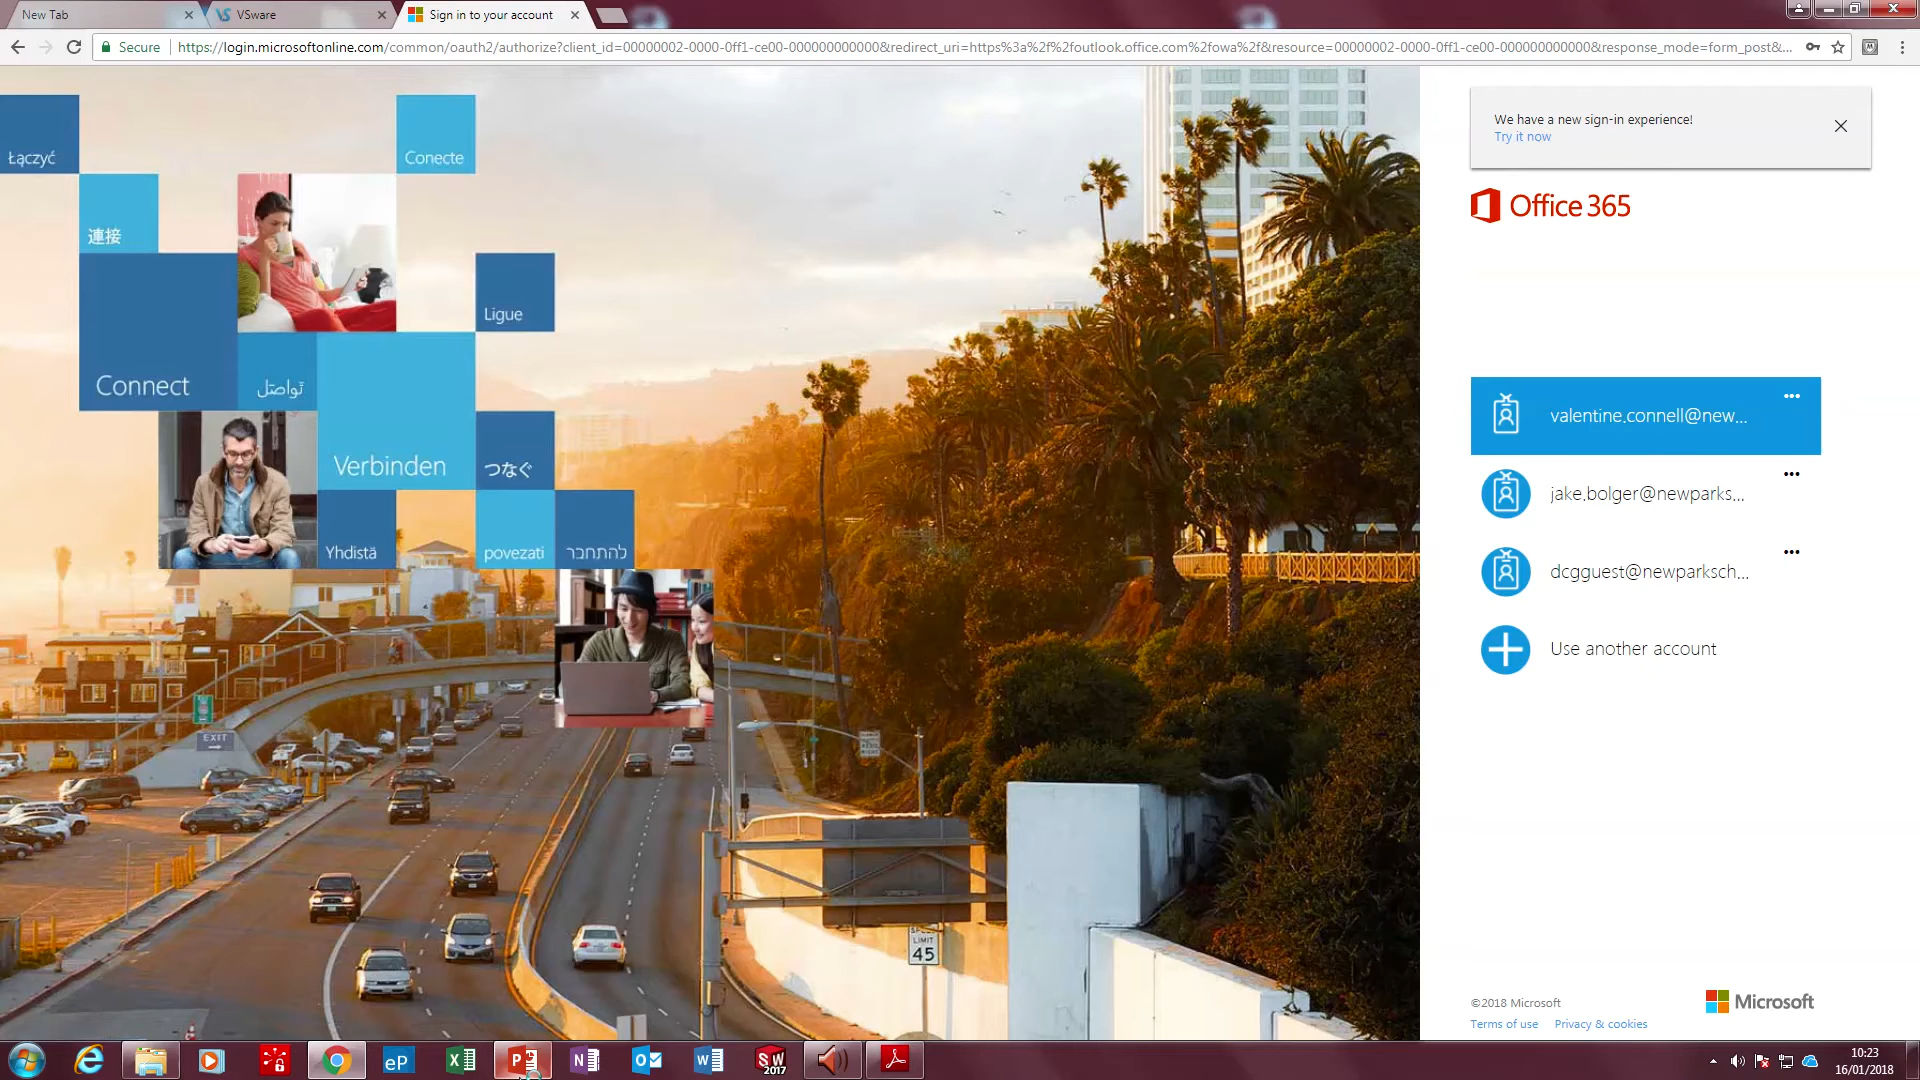 New Tab
VSware
Sign in to your account
Secure
https://login.microsoftonline.com/common/oauth2/authorize?client_id=00000002-0000-0ff1-ce00-000000000000&redirect_uri=https%3a%2f%2foutlook.office.com%2fowa%2f&resource=00000002-0000-0ff1-ce00-000000000000&response_mode=form_post&...
Łączyć
Conecte
連接
Ligue
Connect
تواصل
Verbinden
つなぐ
Yhdistä
povezati
להתחבר
EXIT
SPEED
LIMIT
45
We have a new sign-in experience!
Try it now
Office 365
valentine.connell@new...
jake.bolger@newparks...
dcgguest@newparksch...
Use another account
©2018 Microsoft
Microsoft
Terms of use
Privacy & cookies
eP
SW
2017
10:23
16/01/2018